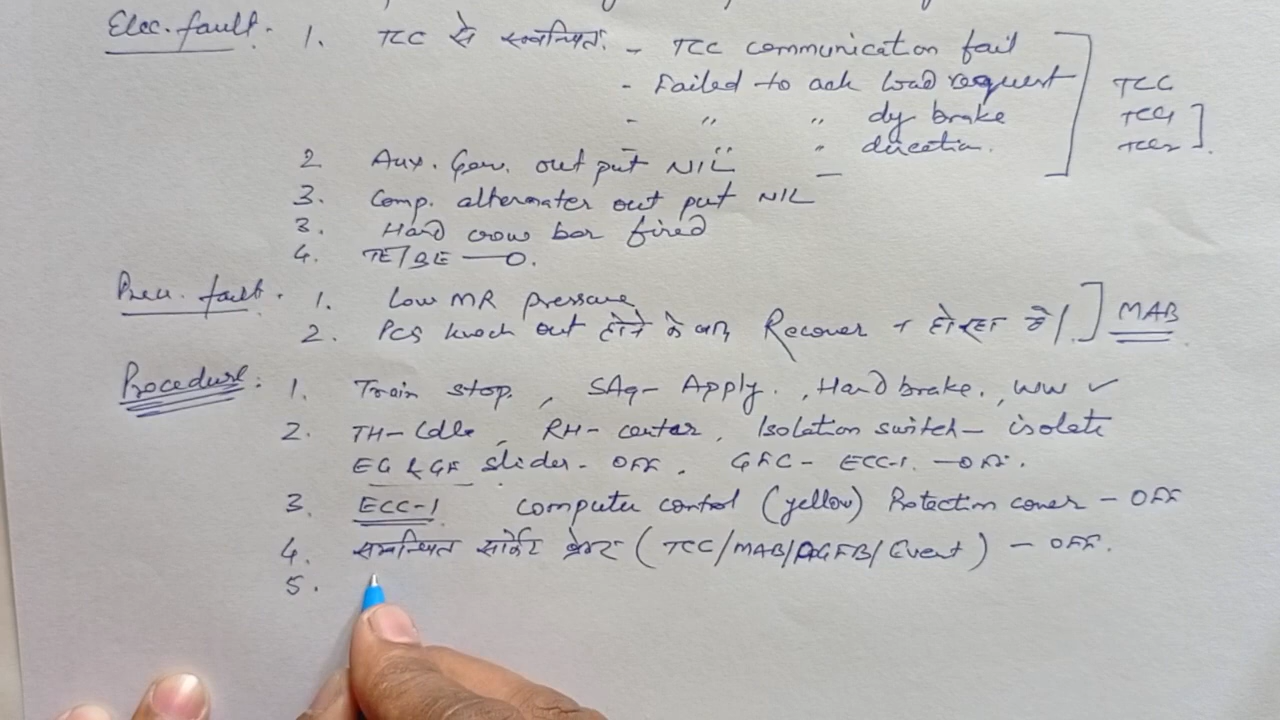 Elec. fault. 1. TCC से सम्बन्धित. - TCC communication fail
- Failed to ack load request TCC
- " " dy brake TCC1
- " " direction. TCC2
2 Aux. Gen. out put NIL
3. Comp. alternater out put NIL
3. Hard crow bar fired
4. TE/BE — 0.
Pneu. fault. 1. Low MR pressure
2. PCS knock out होने के बाद Recover न हो रहा हो/. MAB
Procedure: 1. Train stop, SA9- Apply., Hand brake., WW ✓
2. TH- Idle, RH- center, Isolation switch- isolate
EC & GF slider- OFF. GFC- ECC-1. - OFF.
3. ECC-1 Computer control (yellow) Protection cover - OFF
4. सम्बन्धित सर्किट ब्रेकर (TCC/MAB/AGFB/Event) - OFF.
5.